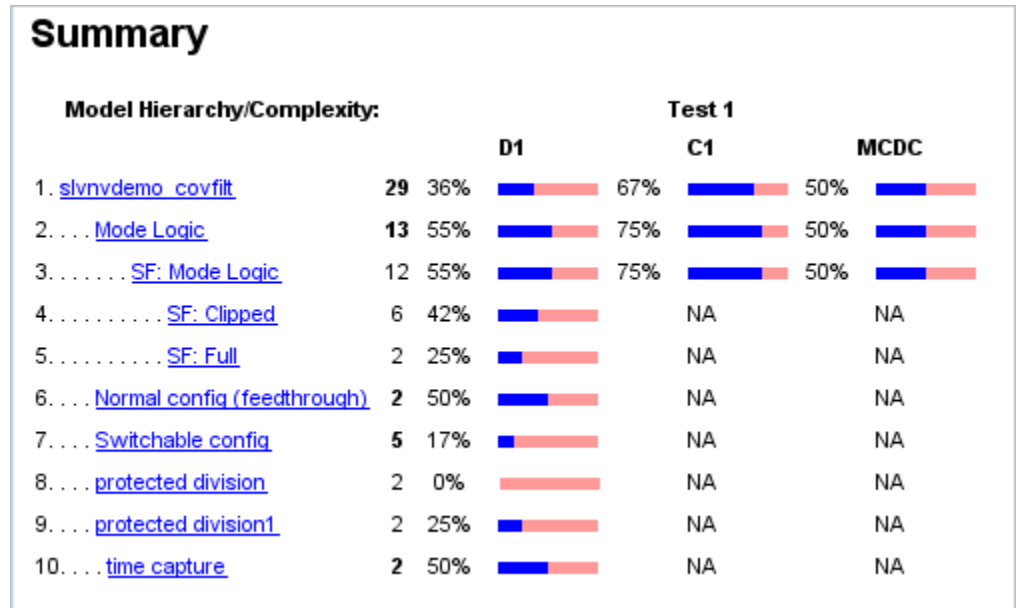 Summary
Model Hierarchy/Complexity: Test 1
D1 C1 MCDC
1. slvnvdemo_covfilt 29 36% 67% 50%
2. . . . Mode Logic 13 55% 75% 50%
3. . . . . . . SF: Mode Logic 12 55% 75% 50%
4. . . . . . . . . . SF: Clipped 6 42% NA NA
5. . . . . . . . . . SF: Full 2 25% NA NA
6. . . . Normal config (feedthrough) 2 50% NA NA
7. . . . Switchable config 5 17% NA NA
8. . . . protected division 2 0% NA NA
9. . . . protected division1 2 25% NA NA
10. . . . time capture 2 50% NA NA